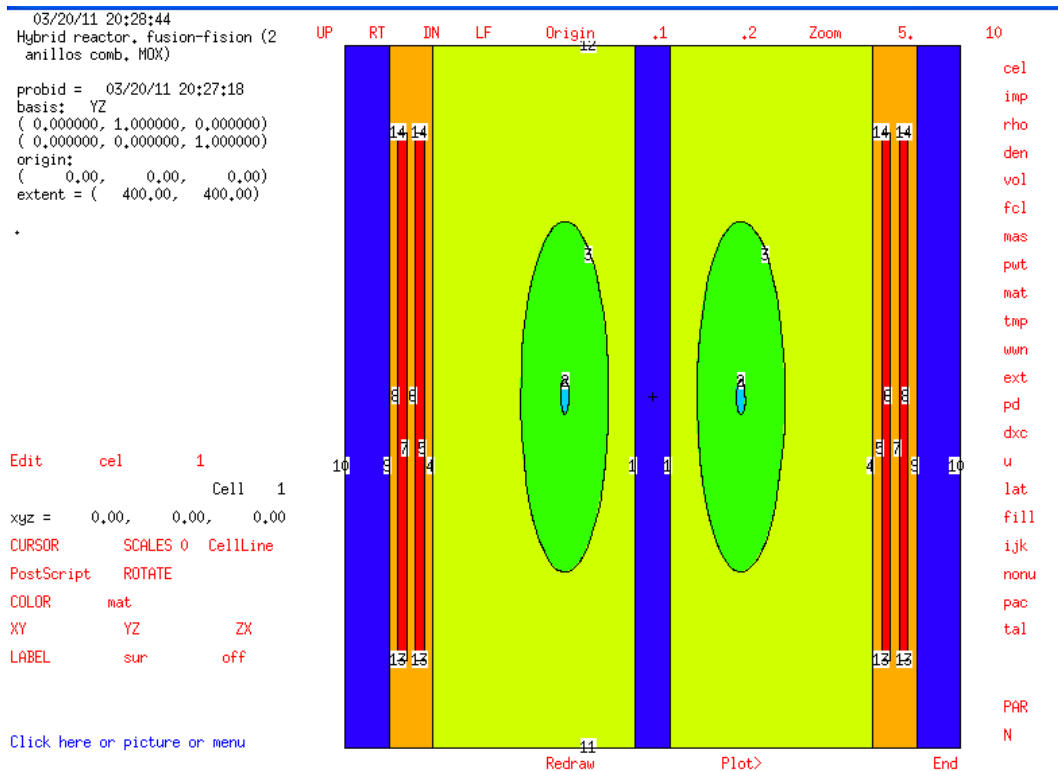 03/20/11 20:28:44
Hybrid reactor. fusion-fision (2
anillos comb. MOX)
probid = 03/20/11 20:27:18
basis: YZ
( 0.000000, 1.000000, 0.000000)
( 0.000000, 0.000000, 1.000000)
origin:
( 0.00, 0.00, 0.00)
extent = ( 400.00, 400.00)
UP RT DN LF Origin .1 .2 Zoom 5. 10
12
14 14 14 14
3 3
2 2
8 8 8 8
7 5 5 7
10 9 4 1 1 4 9 10
13 13 13 13
11
Edit cel 1
Cell 1
xyz = 0.00, 0.00, 0.00
CURSOR SCALES 0 CellLine
PostScript ROTATE
COLOR mat
XY YZ ZX
LABEL sur off
Click here or picture or menu
Redraw Plot> End
cel
imp
rho
den
vol
fcl
mas
pwt
mat
tmp
wwn
ext
pd
dxc
u
lat
fill
ijk
nonu
pac
tal
PAR
N